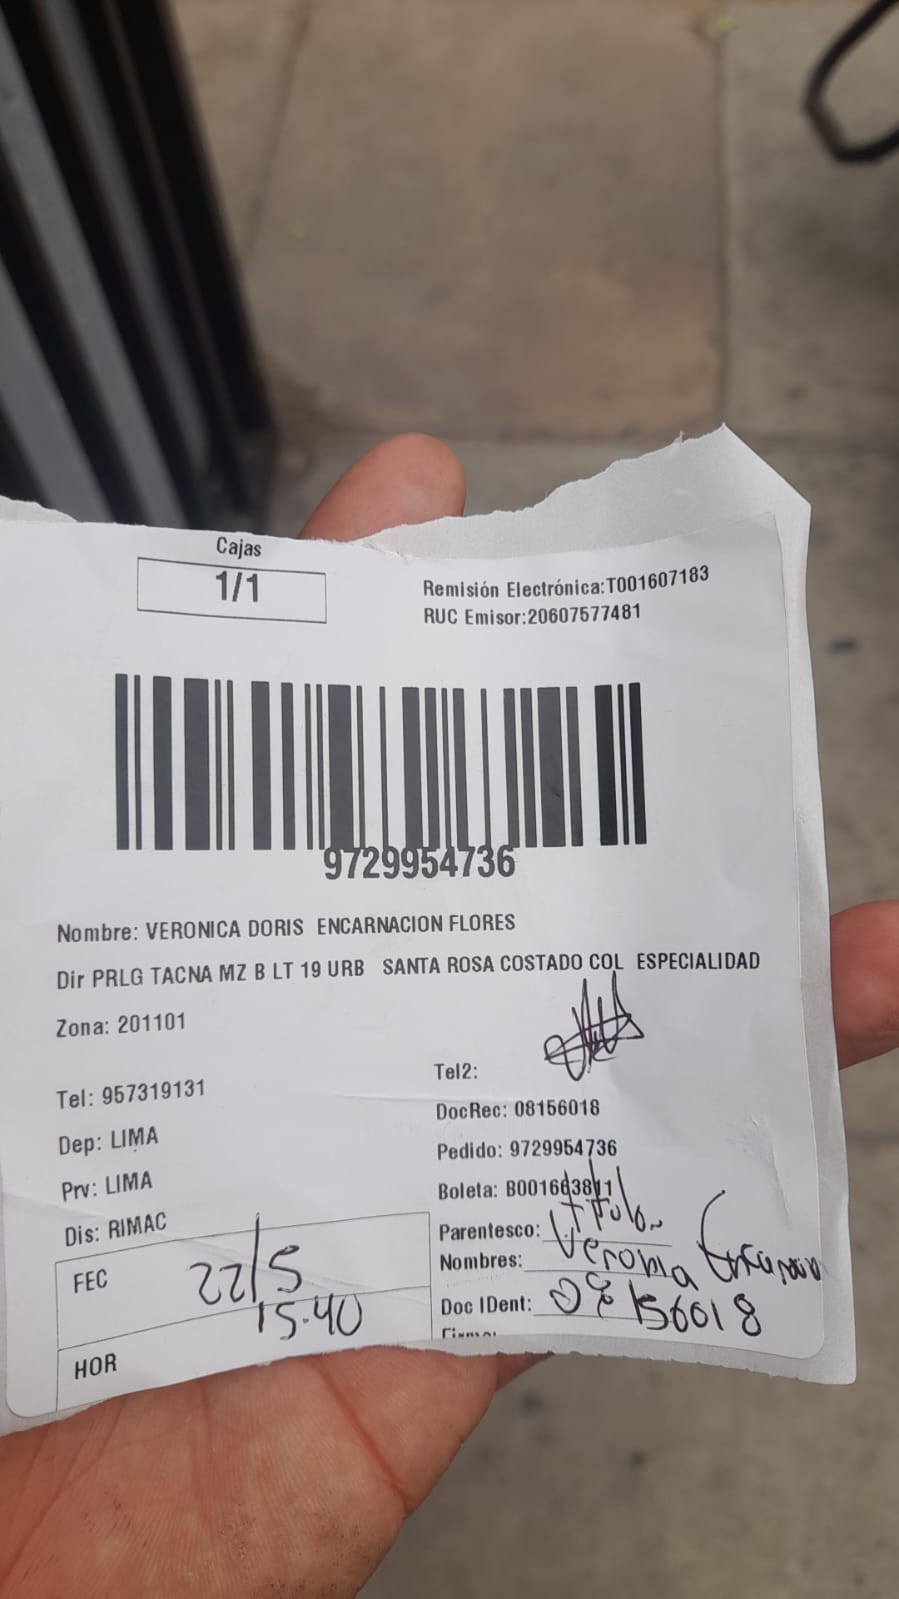 Cajas
1/1
Remisión Electrónica:T001607183
RUC Emisor:20607577481
9729954736
Nombre: VERONICA DORIS ENCARNACION FLORES
Dir PRLG TACNA MZ B LT 19 URB SANTA ROSA COSTADO COL ESPECIALIDAD
Zona: 201101
Tel: 957319131
Dep: LIMA
Prv: LIMA
Dis: RIMAC
Tel2:
DocRec: 08156018
Pedido: 9729954736
Boleta: B001663811
Parentesco: titular
Nombres: Veronica
Doc IDent: 08156018
Firma:
FEC 22/5
15:40
HOR